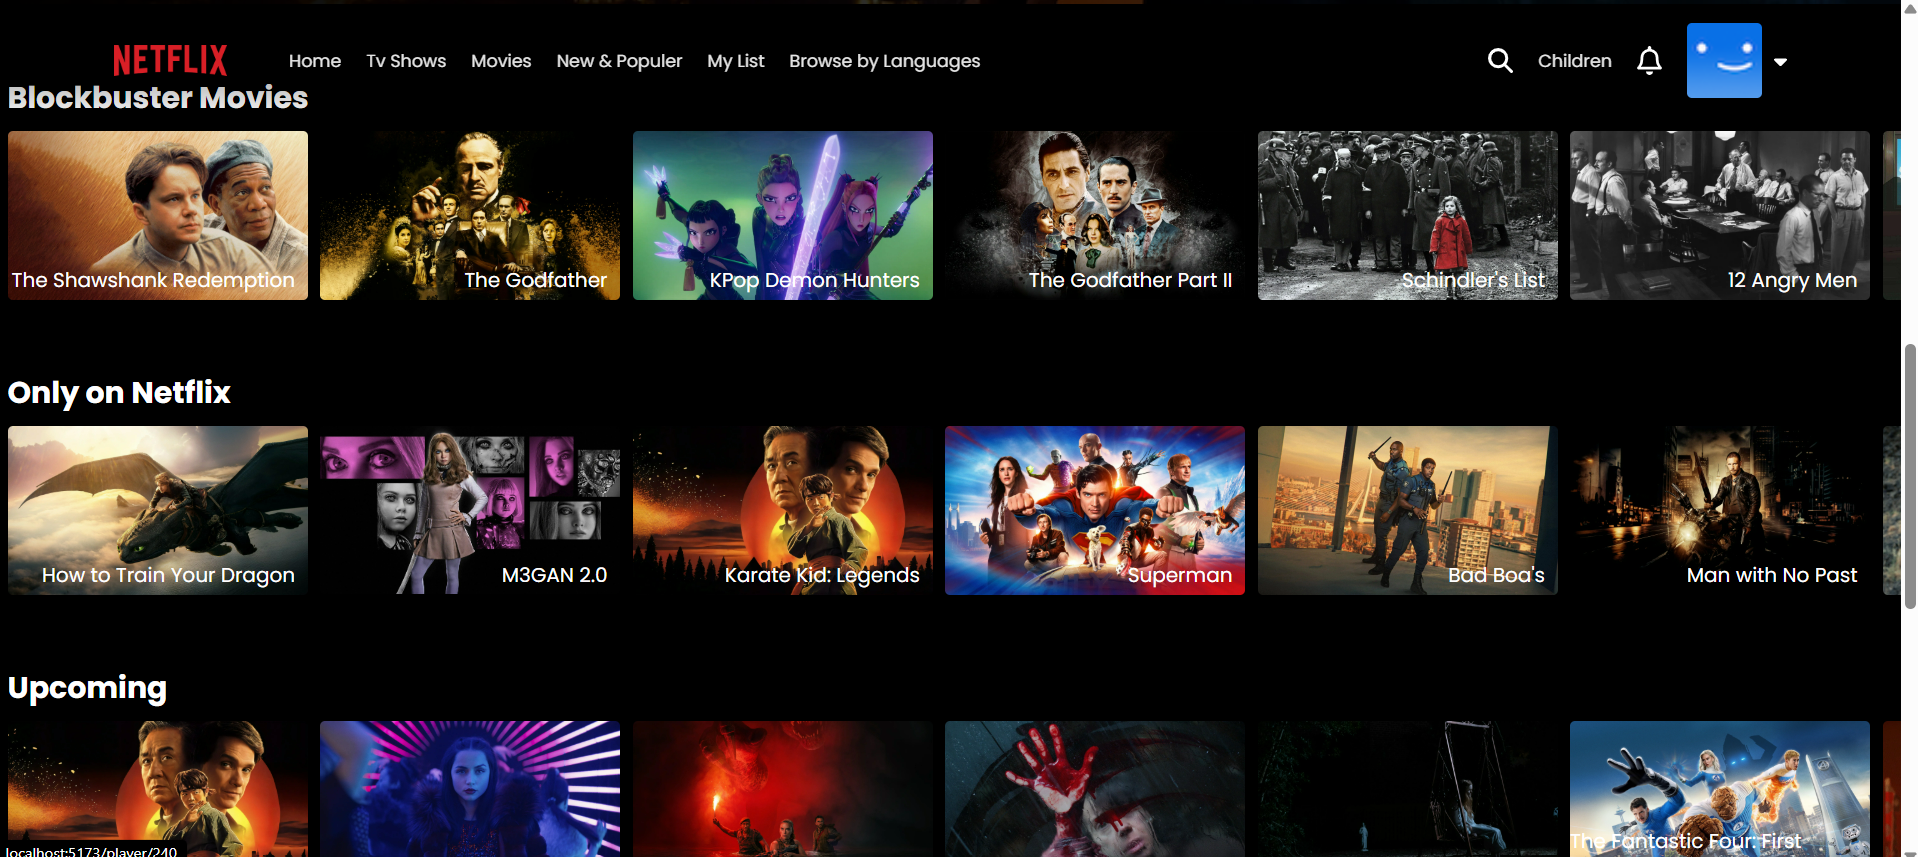 NETFLIX
Home Tv Shows Movies New & Populer My List Browse by Languages Children
Blockbuster Movies
The Shawshank Redemption
The Godfather
KPop Demon Hunters
The Godfather Part II
Schindler's List
12 Angry Men
Only on Netflix
How to Train Your Dragon
M3GAN 2.0
Karate Kid: Legends
Superman
Bad Boa's
Man with No Past
Upcoming
The Fantastic Four: First
localhost:5173/player/240